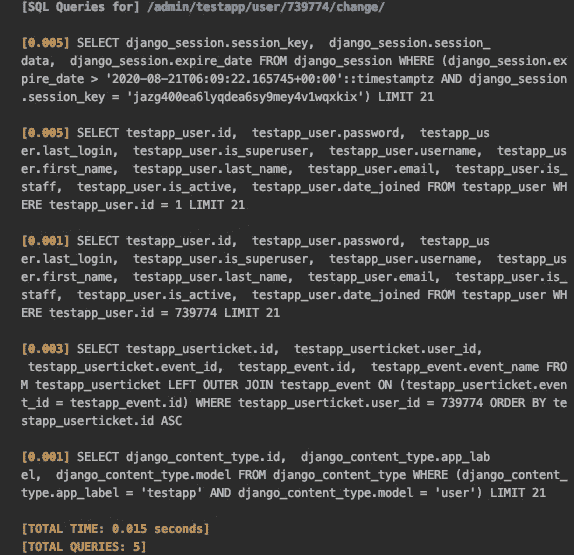 [SQL Queries for] /admin/testapp/user/739774/change/
[0.005] SELECT django_session.session_key,  django_session.session_
data,  django_session.expire_date FROM django_session WHERE (django_session.ex
pire_date > '2020-08-21T06:09:22.165745+00:00'::timestamptz AND django_session
.session_key = 'jazg400ea6lyqdea6sy9mey4v1wqxkix') LIMIT 21
[0.005] SELECT testapp_user.id,  testapp_user.password,  testapp_us
er.last_login,  testapp_user.is_superuser,  testapp_user.username,  testapp_us
er.first_name,  testapp_user.last_name,  testapp_user.email,  testapp_user.is_
staff,  testapp_user.is_active,  testapp_user.date_joined FROM testapp_user WH
ERE testapp_user.id = 1 LIMIT 21
[0.001] SELECT testapp_user.id,  testapp_user.password,  testapp_us
er.last_login,  testapp_user.is_superuser,  testapp_user.username,  testapp_us
er.first_name,  testapp_user.last_name,  testapp_user.email,  testapp_user.is_
staff,  testapp_user.is_active,  testapp_user.date_joined FROM testapp_user WH
ERE testapp_user.id = 739774 LIMIT 21
[0.003] SELECT testapp_userticket.id,  testapp_userticket.user_id,
 testapp_userticket.event_id,  testapp_event.id,  testapp_event.event_name FRO
M testapp_userticket LEFT OUTER JOIN testapp_event ON (testapp_userticket.even
t_id = testapp_event.id) WHERE testapp_userticket.user_id = 739774 ORDER BY te
stapp_userticket.id ASC
[0.001] SELECT django_content_type.id,  django_content_type.app_lab
el,  django_content_type.model FROM django_content_type WHERE (django_content_
type.app_label = 'testapp' AND django_content_type.model = 'user') LIMIT 21
[TOTAL TIME: 0.015 seconds]
[TOTAL QUERIES: 5]